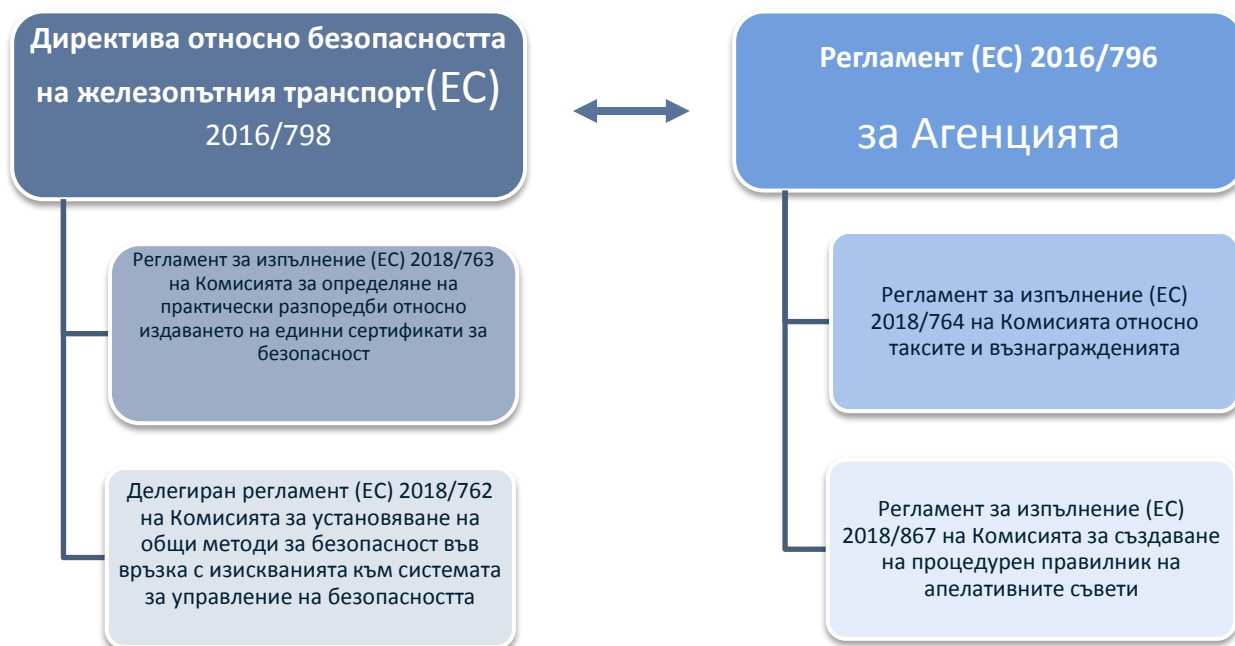 Директива относно безопасността
на железопътния транспорт(ЕС)
2016/798
Регламент за изпълнение (ЕС) 2018/763
на Комисията за определяне на
практически разпоредби относно
издаването на единни сертификати за
безопасност
Делегиран регламент (ЕС) 2018/762
на Комисията за установяване на
общи методи за безопасност във
връзка с изискванията към системата
за управление на безопасността
Регламент (ЕС) 2016/796
за Агенцията
Регламент за изпълнение (ЕС)
2018/764 на Комисията относно
таксите и възнагражденията
Регламент за изпълнение (ЕС)
2018/867 на Комисията за създаване
на процедурен правилник на
апелативните съвети